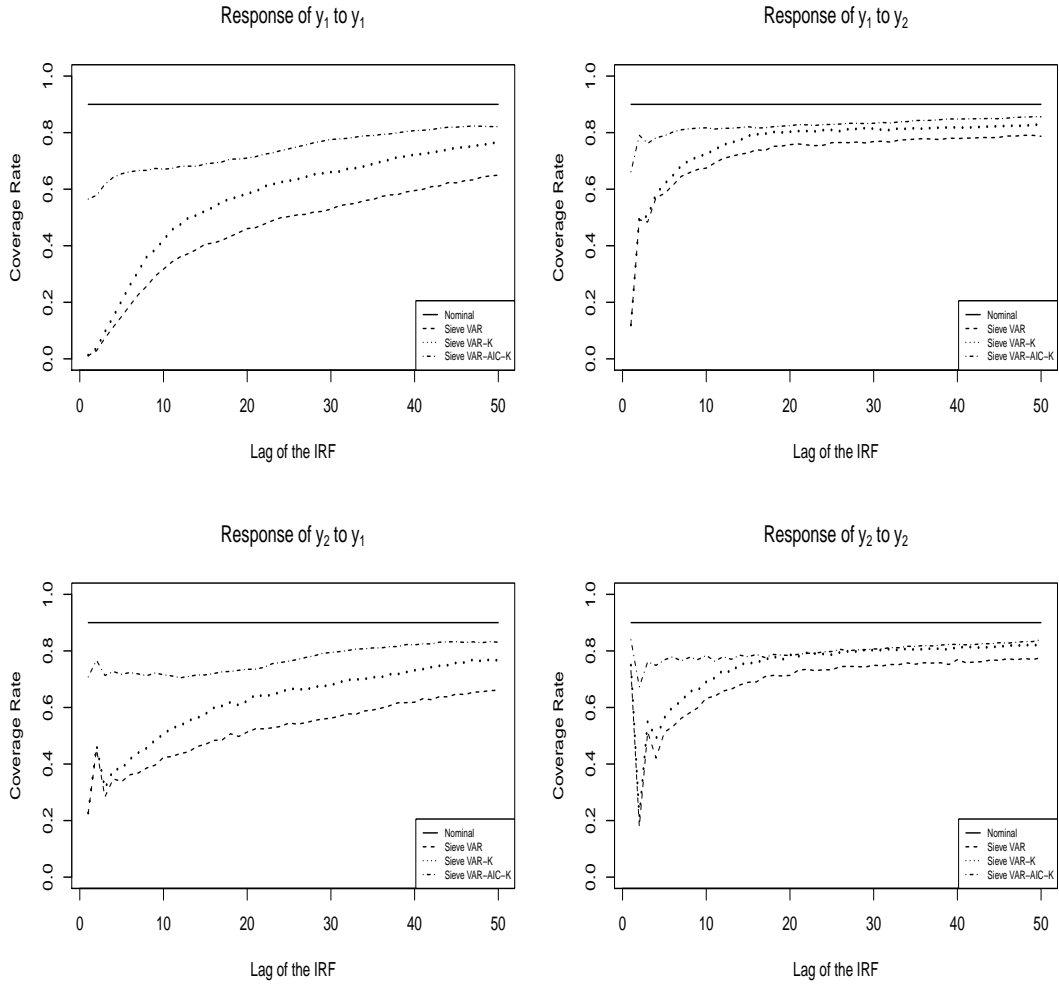 Response of y1 to y1
Coverage Rate
1.0
0.8
0.6
0.4
0.2
0.0
Nominal
Sieve VAR
Sieve VAR−K
Sieve VAR−AIC−K
0 10 20 30 40 50
Lag of the IRF
Response of y1 to y2
Coverage Rate
1.0
0.8
0.6
0.4
0.2
0.0
Nominal
Sieve VAR
Sieve VAR−K
Sieve VAR−AIC−K
0 10 20 30 40 50
Lag of the IRF
Response of y2 to y1
Coverage Rate
1.0
0.8
0.6
0.4
0.2
0.0
Nominal
Sieve VAR
Sieve VAR−K
Sieve VAR−AIC−K
0 10 20 30 40 50
Lag of the IRF
Response of y2 to y2
Coverage Rate
1.0
0.8
0.6
0.4
0.2
0.0
Nominal
Sieve VAR
Sieve VAR−K
Sieve VAR−AIC−K
0 10 20 30 40 50
Lag of the IRF